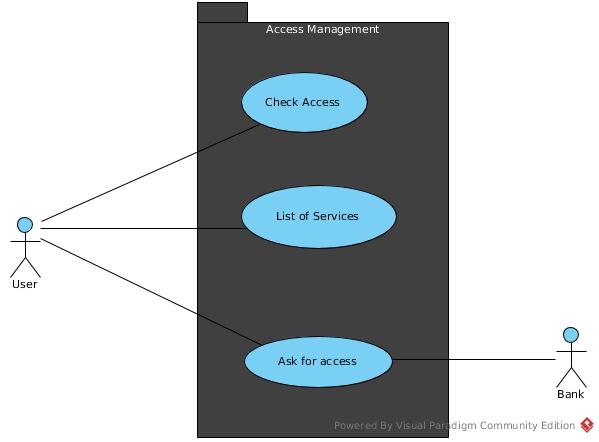 Access Management
Check Access
List of Services
User
Ask for access
Bank
Powered By Visual Paradigm Community Edition